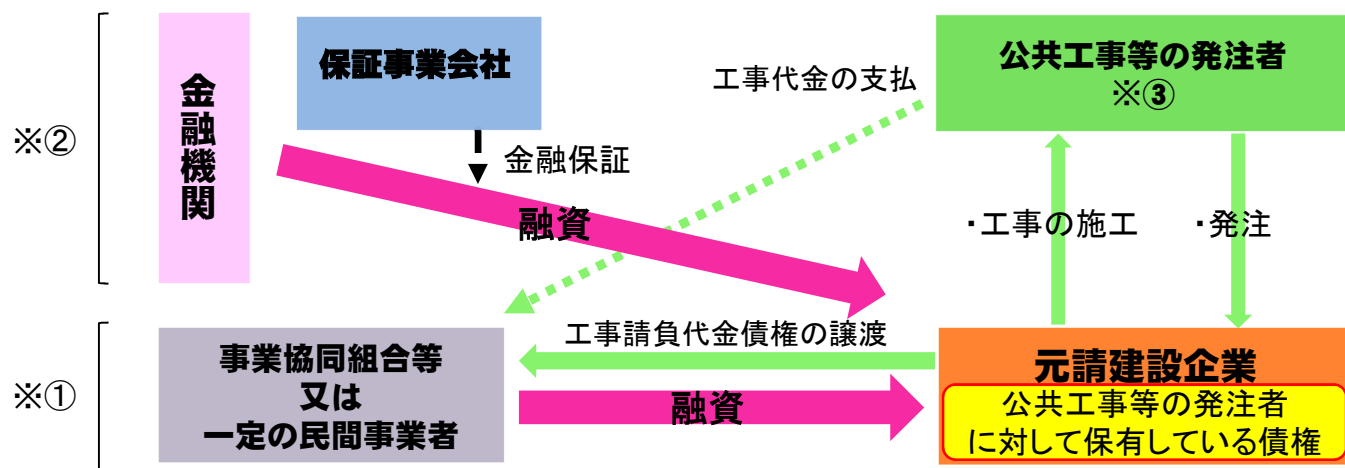 ※②
金融機関
保証事業会社
金融保証
融資
工事代金の支払
公共工事等の発注者
※③
・工事の施工
・発注
※①
事業協同組合等
又は
一定の民間事業者
工事請負代金債権の譲渡
融資
元請建設企業
公共工事等の発注者
に対して保有している債権